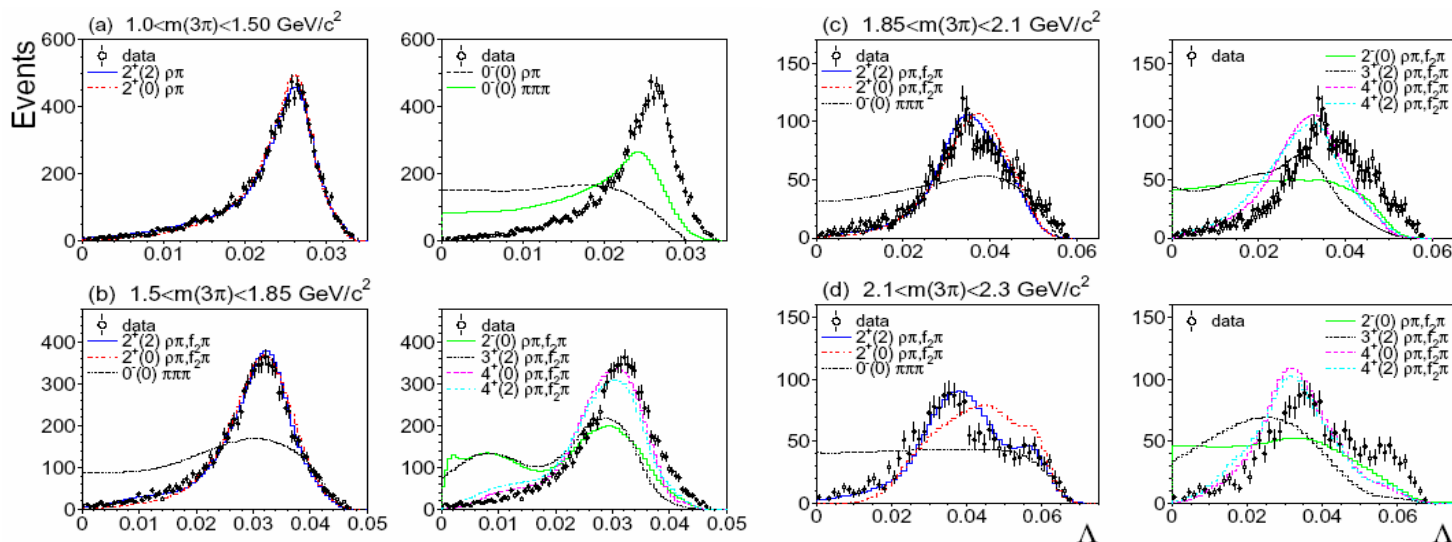 (a) 1.0<m(3π)<1.50 GeV/c²
Events
600
400
200
0
data
2⁺(2) ρπ
2⁺(0) ρπ
0 0.01 0.02 0.03
600
400
200
0
data
0⁻(0) ρπ
0⁻(0) πππ
0 0.01 0.02 0.03
(b) 1.5<m(3π)<1.85 GeV/c²
400
300
200
100
0
data
2⁺(2) ρπ,f₂π
2⁺(0) ρπ,f₂π
0⁻(0) πππ
0 0.01 0.02 0.03 0.04 0.05
400
300
200
100
0
data
2⁻(0) ρπ,f₂π
3⁺(2) ρπ,f₂π
4⁺(0) ρπ,f₂π
4⁺(2) ρπ,f₂π
0 0.01 0.02 0.03 0.04 0.05
(c) 1.85<m(3π)<2.1 GeV/c²
150
100
50
0
data
2⁺(2) ρπ,f₂π
2⁺(0) ρπ,f₂π
0⁻(0) πππ
0 0.02 0.04 0.06
150
100
50
0
data
2⁻(0) ρπ,f₂π
3⁺(2) ρπ,f₂π
4⁺(0) ρπ,f₂π
4⁺(2) ρπ,f₂π
0 0.02 0.04 0.06
(d) 2.1<m(3π)<2.3 GeV/c²
150
100
50
0
data
2⁺(2) ρπ,f₂π
2⁺(0) ρπ,f₂π
0⁻(0) πππ
0 0.02 0.04 0.06
Λ
150
100
50
0
data
2⁻(0) ρπ,f₂π
3⁺(2) ρπ,f₂π
4⁺(0) ρπ,f₂π
4⁺(2) ρπ,f₂π
0 0.02 0.04 0.06
Λ